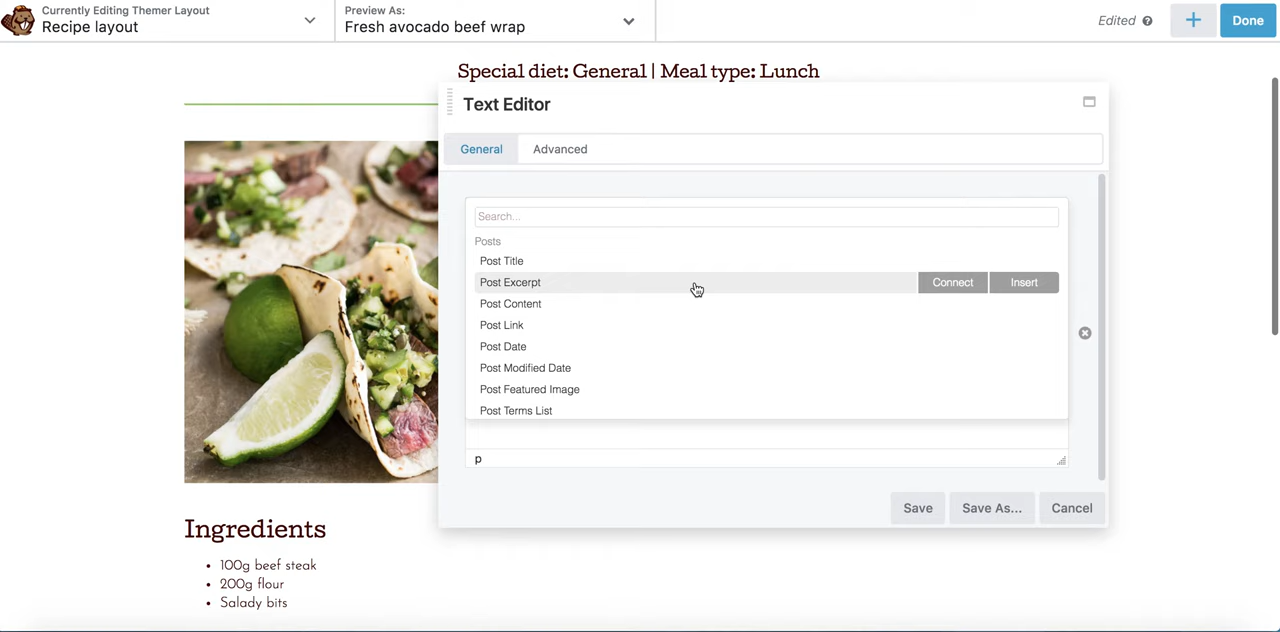 Currently Editing Themer Layout
Recipe layout
Preview As:
Fresh avocado beef wrap
Edited
Done
Special diet: General | Meal type: Lunch
Text Editor
General
Advanced
Search...
Posts
Post Title
Post Excerpt
Connect
Insert
Post Content
Post Link
Post Date
Post Modified Date
Post Featured Image
Post Terms List
p
Save
Save As...
Cancel
Ingredients
• 100g beef steak
• 200g flour
• Salady bits